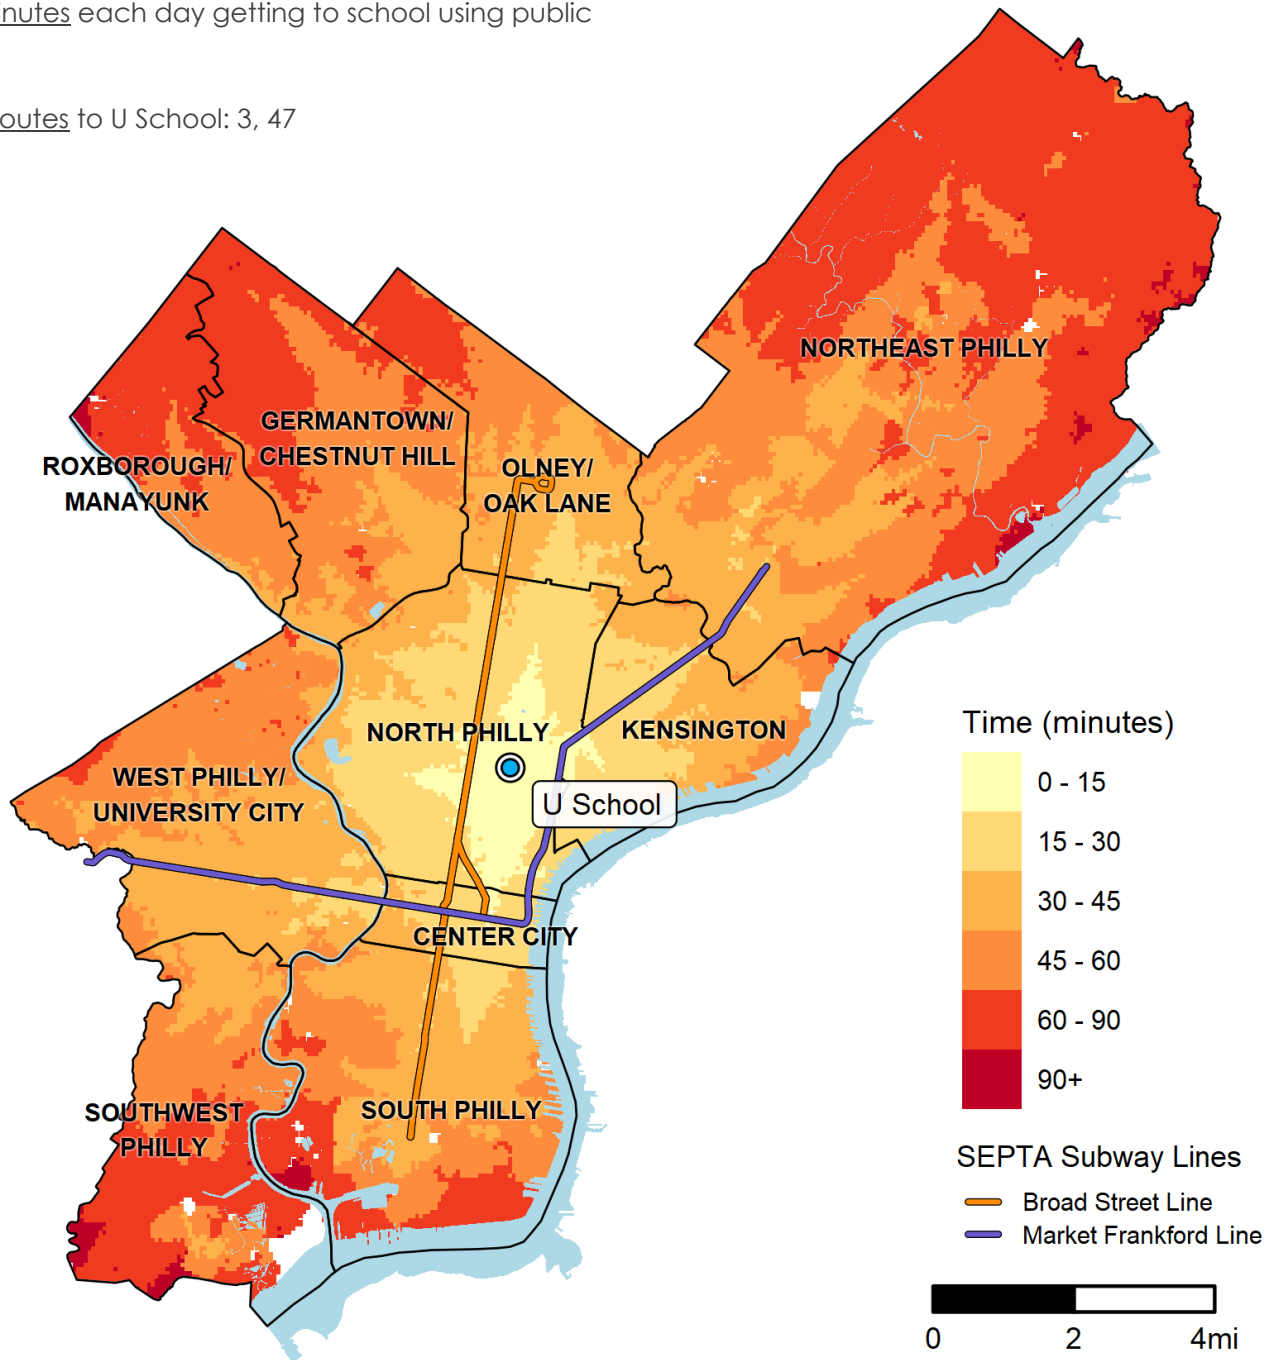 inutes each day getting to school using public
outes to U School: 3, 47
NORTHEAST PHILLY
GERMANTOWN/
CHESTNUT HILL
ROXBOROUGH/
MANAYUNK
OLNEY/
OAK LANE
NORTH PHILLY
KENSINGTON
WEST PHILLY/
UNIVERSITY CITY
U School
CENTER CITY
SOUTHWEST
PHILLY
SOUTH PHILLY
Time (minutes)
0 - 15
15 - 30
30 - 45
45 - 60
60 - 90
90+
SEPTA Subway Lines
Broad Street Line
Market Frankford Line
0 2 4mi